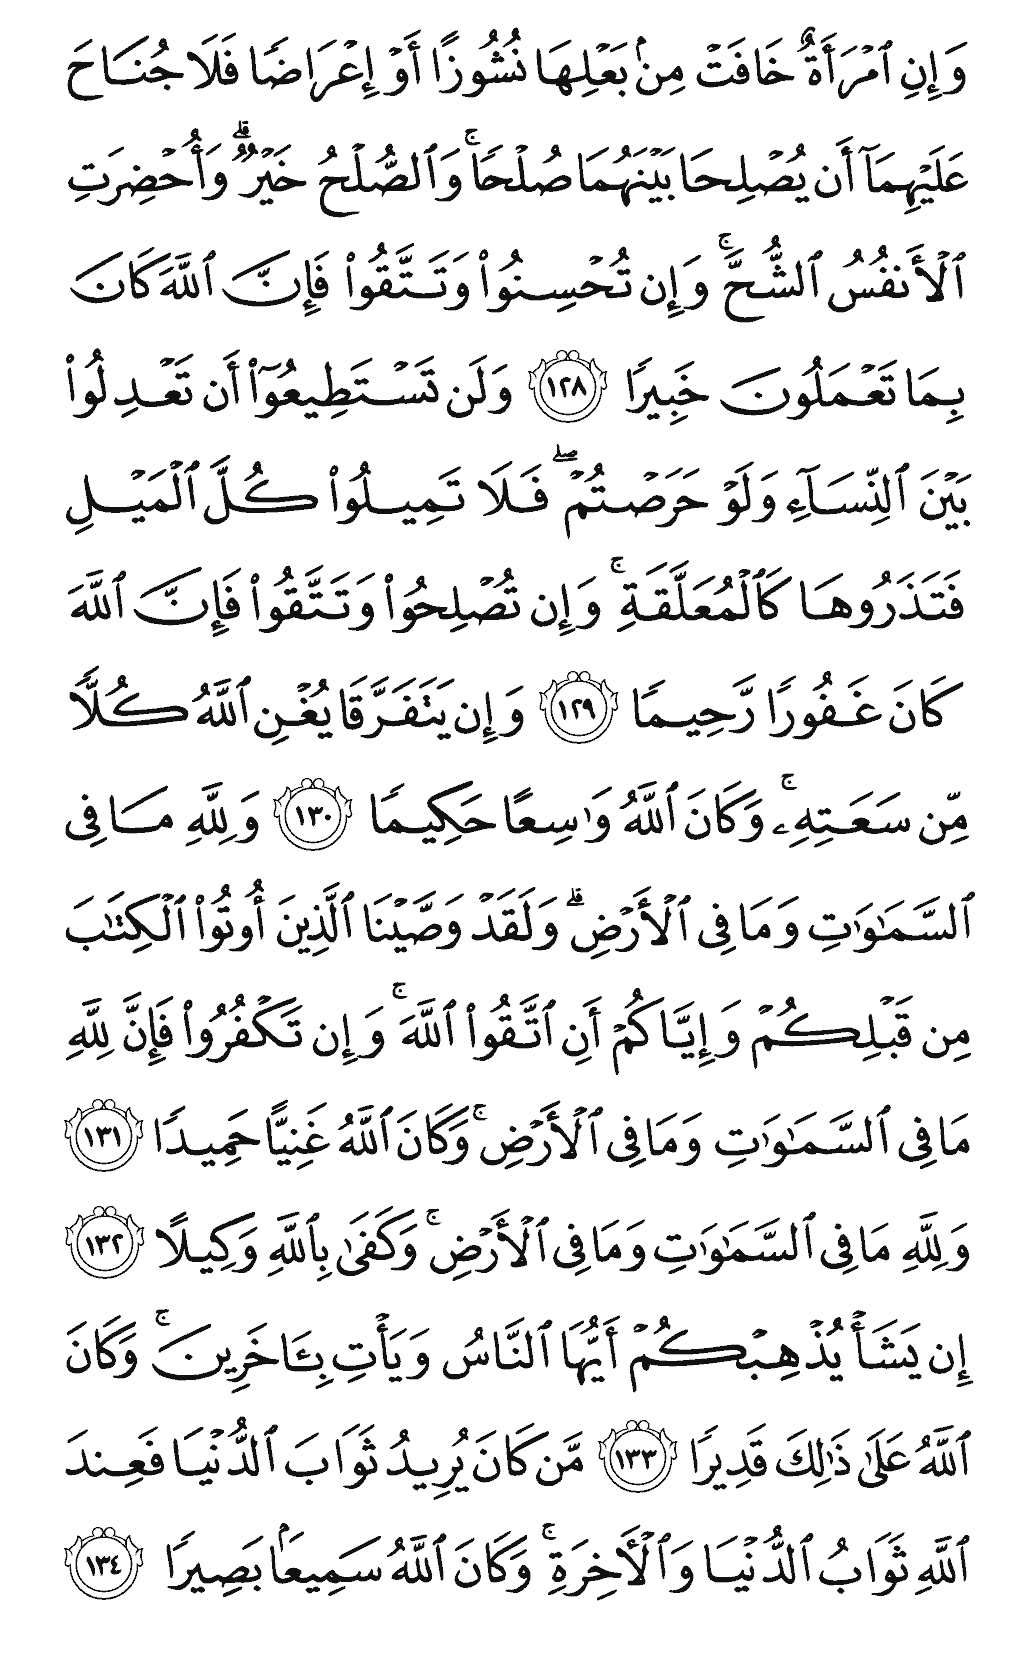 وَإِنِ ٱمۡرَأَةٌ خَافَتۡ مِنۢ بَعۡلِهَا نُشُوزًا أَوۡ إِعۡرَاضٗا فَلَا جُنَاحَ
عَلَيۡهِمَآ أَن يُصۡلِحَا بَيۡنَهُمَا صُلۡحٗاۚ وَٱلصُّلۡحُ خَيۡرٞۗ وَأُحۡضِرَتِ
ٱلۡأَنفُسُ ٱلشُّحَّۚ وَإِن تُحۡسِنُواْ وَتَتَّقُواْ فَإِنَّ ٱللَّهَ كَانَ
بِمَا تَعۡمَلُونَ خَبِيرٗا ١٢٨ وَلَن تَسۡتَطِيعُوٓاْ أَن تَعۡدِلُواْ
بَيۡنَ ٱلنِّسَآءِ وَلَوۡ حَرَصۡتُمۡۖ فَلَا تَمِيلُواْ كُلَّ ٱلۡمَيۡلِ
فَتَذَرُوهَا كَٱلۡمُعَلَّقَةِۚ وَإِن تُصۡلِحُواْ وَتَتَّقُواْ فَإِنَّ ٱللَّهَ
كَانَ غَفُورٗا رَّحِيمٗا ١٢٩ وَإِن يَتَفَرَّقَا يُغۡنِ ٱللَّهُ كُلّٗا
مِّن سَعَتِهِۦۚ وَكَانَ ٱللَّهُ وَٰسِعًا حَكِيمٗا ١٣٠ وَلِلَّهِ مَا فِي
ٱلسَّمَٰوَٰتِ وَمَا فِي ٱلۡأَرۡضِۗ وَلَقَدۡ وَصَّيۡنَا ٱلَّذِينَ أُوتُواْ ٱلۡكِتَٰبَ
مِن قَبۡلِكُمۡ وَإِيَّاكُمۡ أَنِ ٱتَّقُواْ ٱللَّهَۚ وَإِن تَكۡفُرُواْ فَإِنَّ لِلَّهِ
مَا فِي ٱلسَّمَٰوَٰتِ وَمَا فِي ٱلۡأَرۡضِۚ وَكَانَ ٱللَّهُ غَنِيًّا حَمِيدٗا ١٣١
وَلِلَّهِ مَا فِي ٱلسَّمَٰوَٰتِ وَمَا فِي ٱلۡأَرۡضِۚ وَكَفَىٰ بِٱللَّهِ وَكِيلًا ١٣٢
إِن يَشَأۡ يُذۡهِبۡكُمۡ أَيُّهَا ٱلنَّاسُ وَيَأۡتِ بِـَٔاخَرِينَۚ وَكَانَ
ٱللَّهُ عَلَىٰ ذَٰلِكَ قَدِيرٗا ١٣٣ مَّن كَانَ يُرِيدُ ثَوَابَ ٱلدُّنۡيَا فَعِندَ
ٱللَّهِ ثَوَابُ ٱلدُّنۡيَا وَٱلۡأٓخِرَةِۚ وَكَانَ ٱللَّهُ سَمِيعَۢا بَصِيرٗا ١٣٤